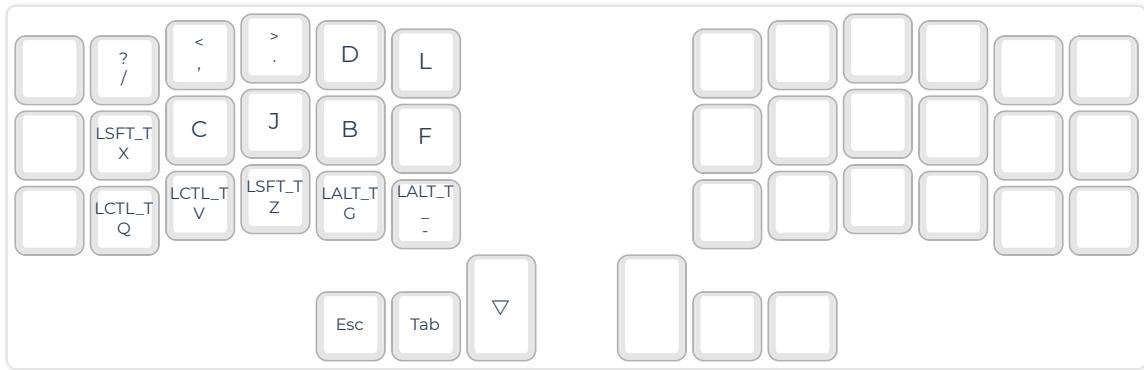 ?
/
<
,
>
.
D
L
LSFT_T
X
C
J
B
F
LCTL_T
Q
LCTL_T
V
LSFT_T
Z
LALT_T
G
LALT_T
_
-
Esc
Tab
▽